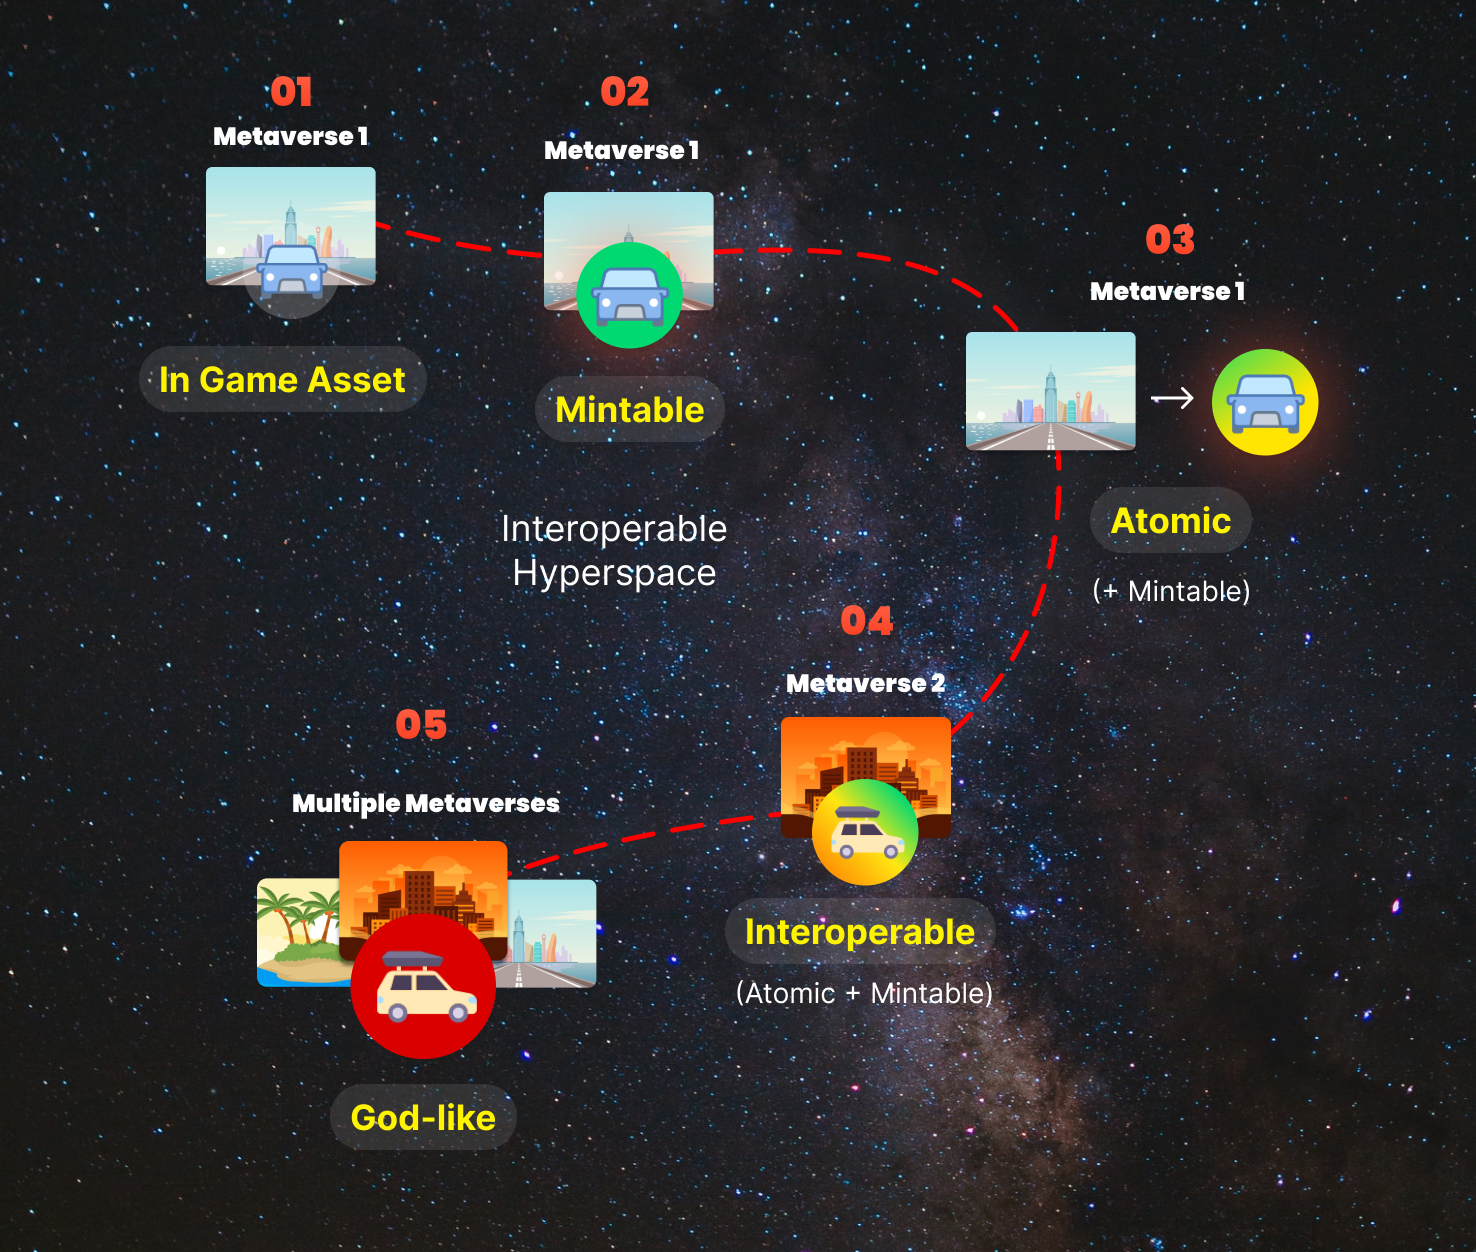 01
Metaverse 1
In Game Asset
02
Metaverse 1
Mintable
03
Metaverse 1
Atomic
(+ Mintable)
Interoperable
Hyperspace
04
Metaverse 2
Interoperable
(Atomic + Mintable)
05
Multiple Metaverses
God-like